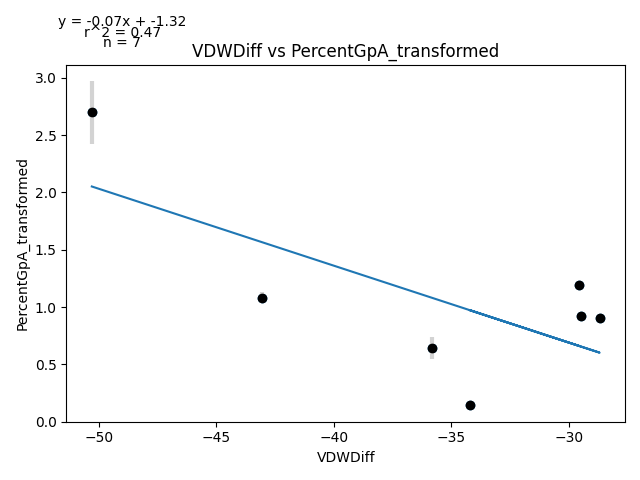 y = -0.07x + -1.32
r^2 = 0.47
n = 7
VDWDiff vs PercentGpA_transformed
3.0
2.5
2.0
1.5
1.0
0.5
0.0
PercentGpA_transformed
−50
−45
−40
−35
−30
VDWDiff